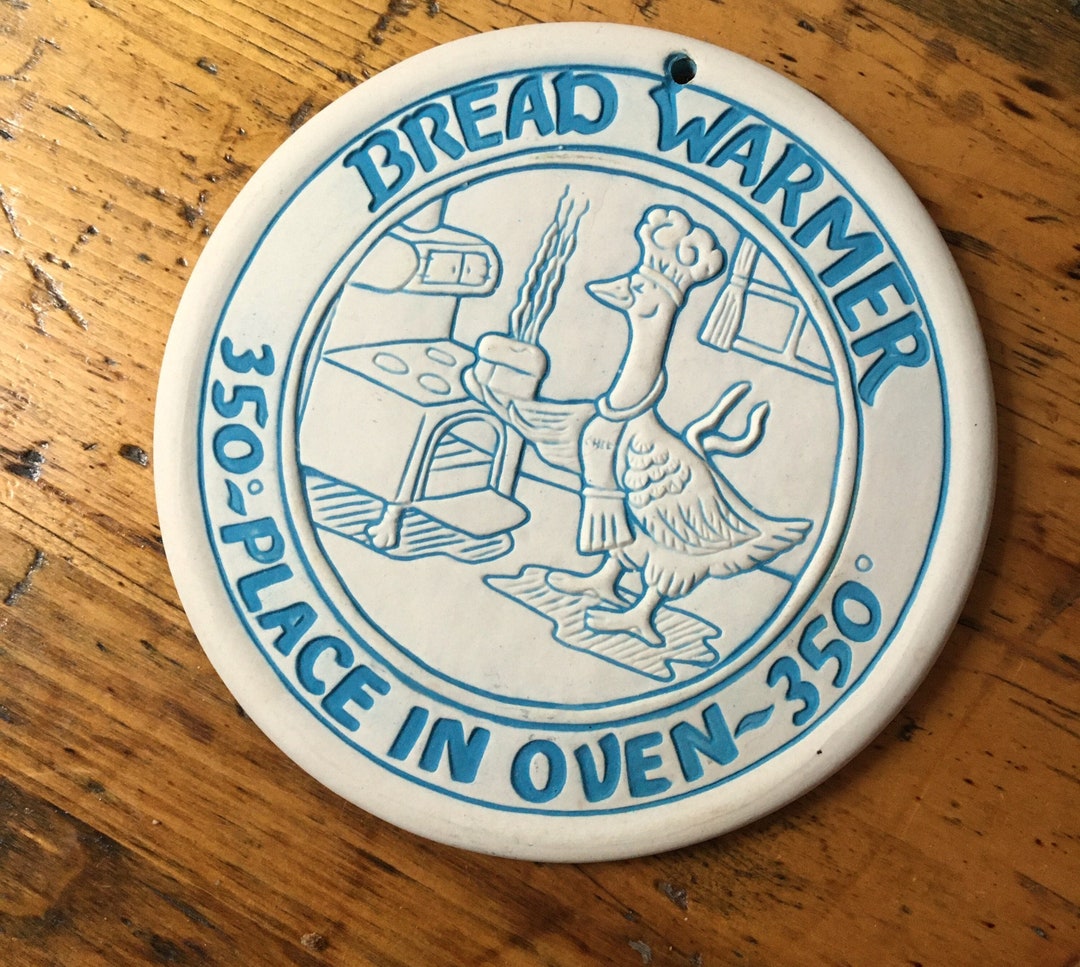 BREAD WARMER
350°~PLACE IN OVEN~350°